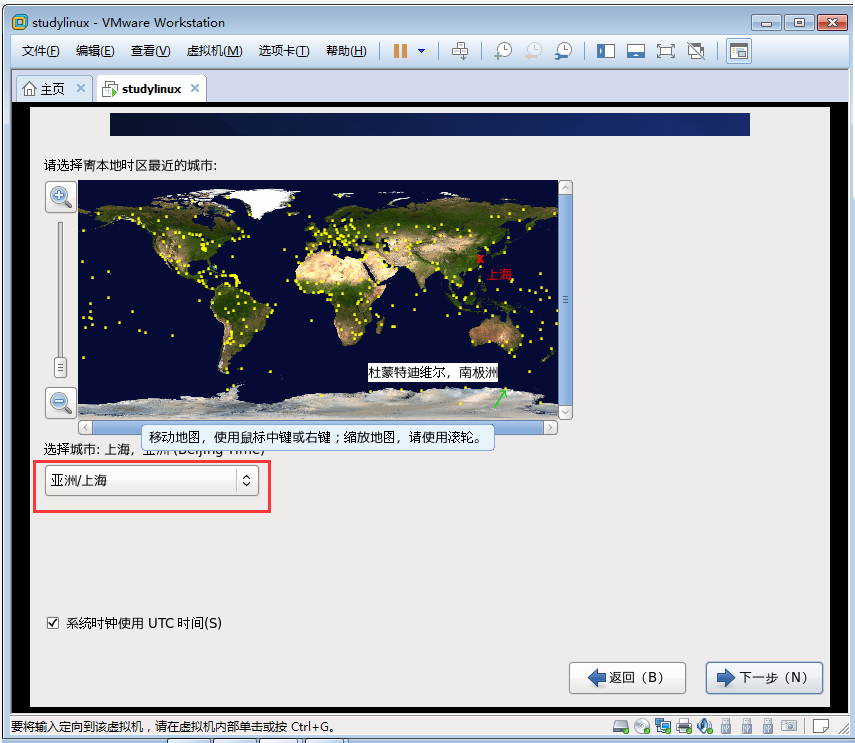 studylinux - VMware Workstation
文件(F) 编辑(E) 查看(V) 虚拟机(M) 选项卡(T) 帮助(H)
主页 studylinux
请选择离本地时区最近的城市:
上海
杜蒙特迪维尔，南极洲
移动地图，使用鼠标中键或右键；缩放地图，请使用滚轮。
选择城市: 上海，亚洲 (Beijing Time)
亚洲/上海
系统时钟使用 UTC 时间(S)
返回（B） 下一步（N）
要将输入定向到该虚拟机，请在虚拟机内部单击或按 Ctrl+G。